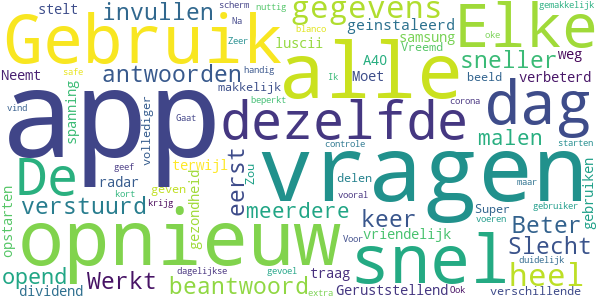 stelt invullen scherm nuttig gegevens Elke gemakkelijk
Na blanco oke
Gebruik Zeer safe handig luscii geinstaleerd samsung sneller
Neemt antwoorden Ik alle Vreemd A40 Moet beeld weg verbeterd
app spanning vollediger makkelijk beperkt corona dag
vind Gaat dezelfde starten
De radar geef terwijl eerst vragen controle malen
kort geven gezondheid Zou delen vooral maar gebruiken
opstarten verstuurd krijg meerdere keer Super gebruiker Beter
opnieuw Voor vriendelijk voeren Slecht
opend Werkt dagelijkse gevoel traag snel duidelijk heel
dividend beantwoord extra Geruststellend Ook verschillende